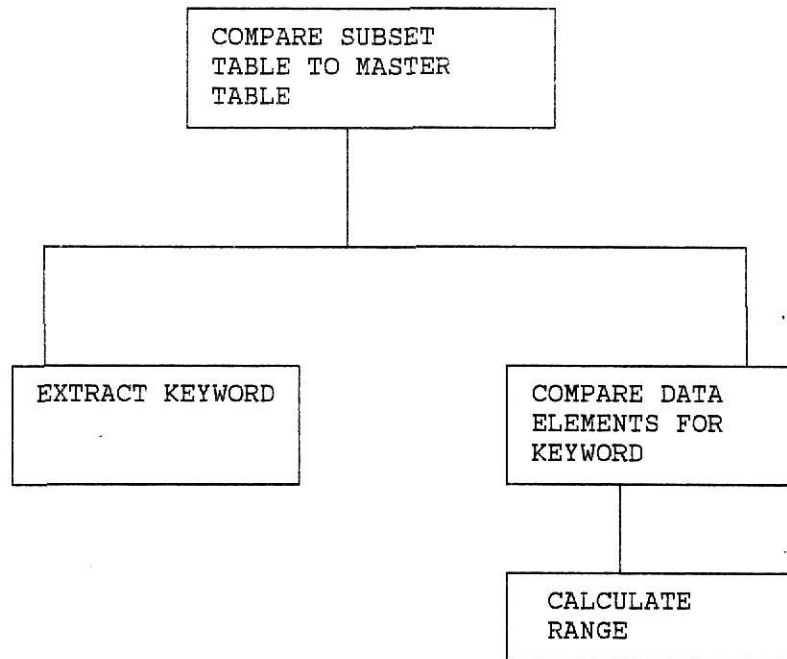 COMPARE SUBSET
TABLE TO MASTER
TABLE
EXTRACT KEYWORD
COMPARE DATA
ELEMENTS FOR
KEYWORD
CALCULATE
RANGE